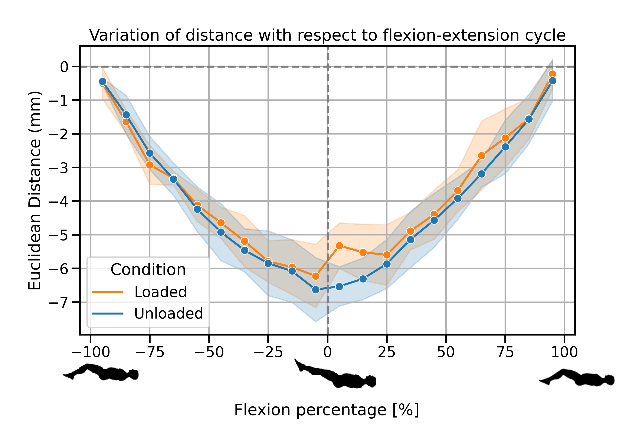 Variation of distance with respect to flexion-extension cycle
Euclidean Distance (mm)
0
−1
−2
−3
−4
−5
−6
−7
Condition
Loaded
Unloaded
−100 −75 −50 −25 0 25 50 75 100
Flexion percentage [%]